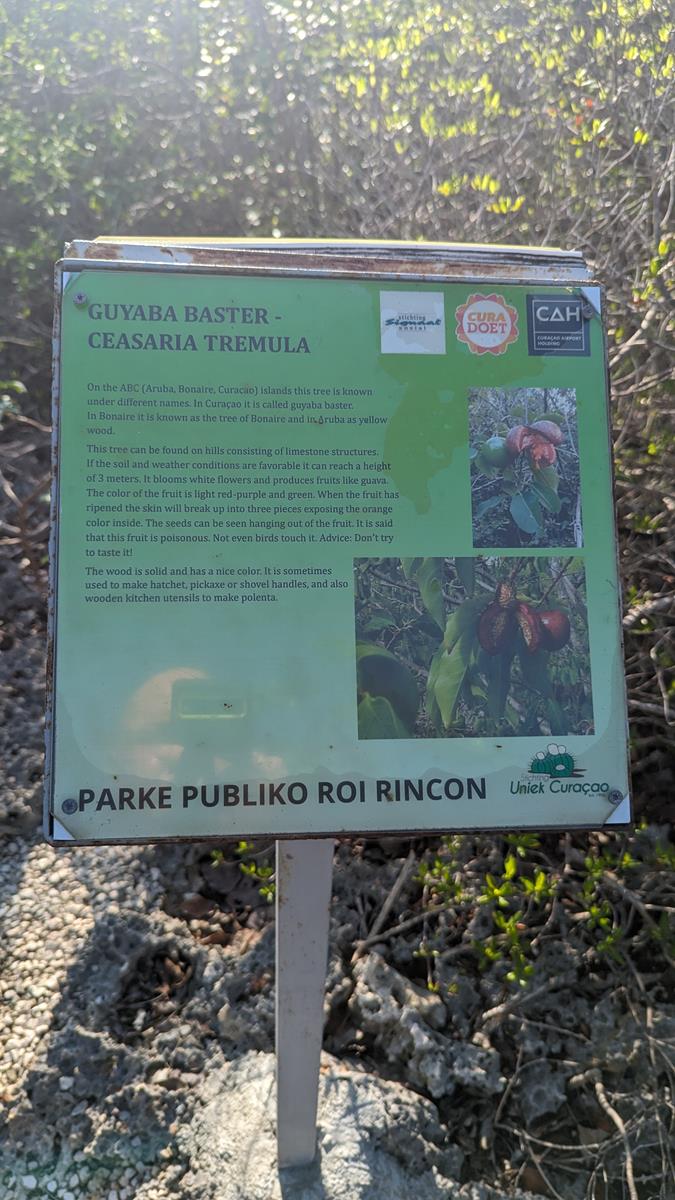 GUYABA BASTER -
CEASARIA TREMULA
stichting
Signaal
sosial
CURA
DOET
CAH
CURAÇAO AIRPORT
HOLDING
On the ABC (Aruba, Bonaire, Curacao) islands this tree is known
under different names. In Curaçao it is called guyaba baster.
In Bonaire it is known as the tree of Bonaire and in Aruba as yellow
wood.
This tree can be found on hills consisting of limestone structures.
If the soil and weather conditions are favorable it can reach a height
of 3 meters. It blooms white flowers and produces fruits like guava.
The color of the fruit is light red-purple and green. When the fruit has
ripened the skin will break up into three pieces exposing the orange
color inside. The seeds can be seen hanging out of the fruit. It is said
that this fruit is poisonous. Not even birds touch it. Advice: Don't try
to taste it!
The wood is solid and has a nice color. It is sometimes
used to make hatchet, pickaxe or shovel handles, and also
wooden kitchen utensils to make polenta.
PARKE PUBLIKO ROI RINCON
Stichting
Uniek Curaçao